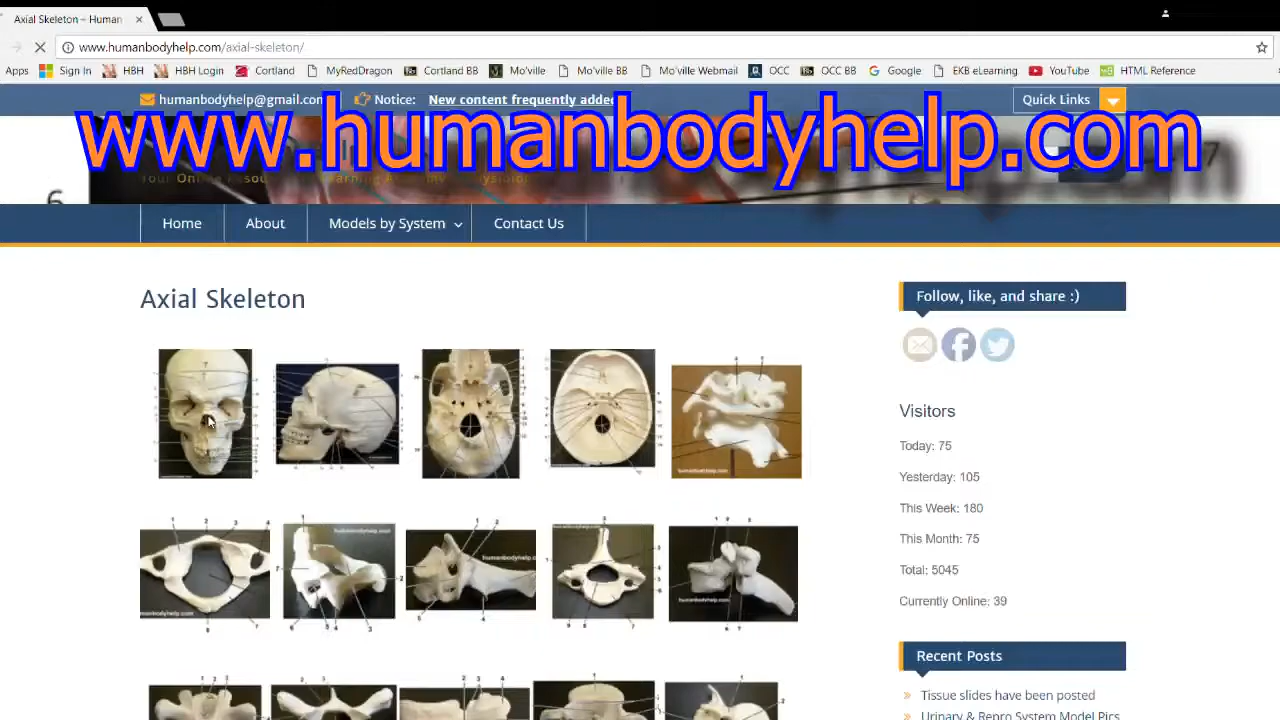 Axial Skeleton – Human
www.humanbodyhelp.com/axial-skeleton/
Apps Sign In HBH HBH Login Cortland MyRedDragon Cortland BB Mo'ville Mo'ville BB Mo'ville Webmail OCC OCC BB Google EKB eLearning YouTube HTML Reference
humanbodyhelp@gmail.com Notice: New content frequently added Quick Links
www.humanbodyhelp.com
Your Online
Home About Models by System Contact Us
Axial Skeleton
Follow, like, and share :)
Visitors
Today: 75
Yesterday: 105
This Week: 180
This Month: 75
Total: 5045
Currently Online: 39
Recent Posts
Tissue slides have been posted
Urinary & Repro System Model Pics